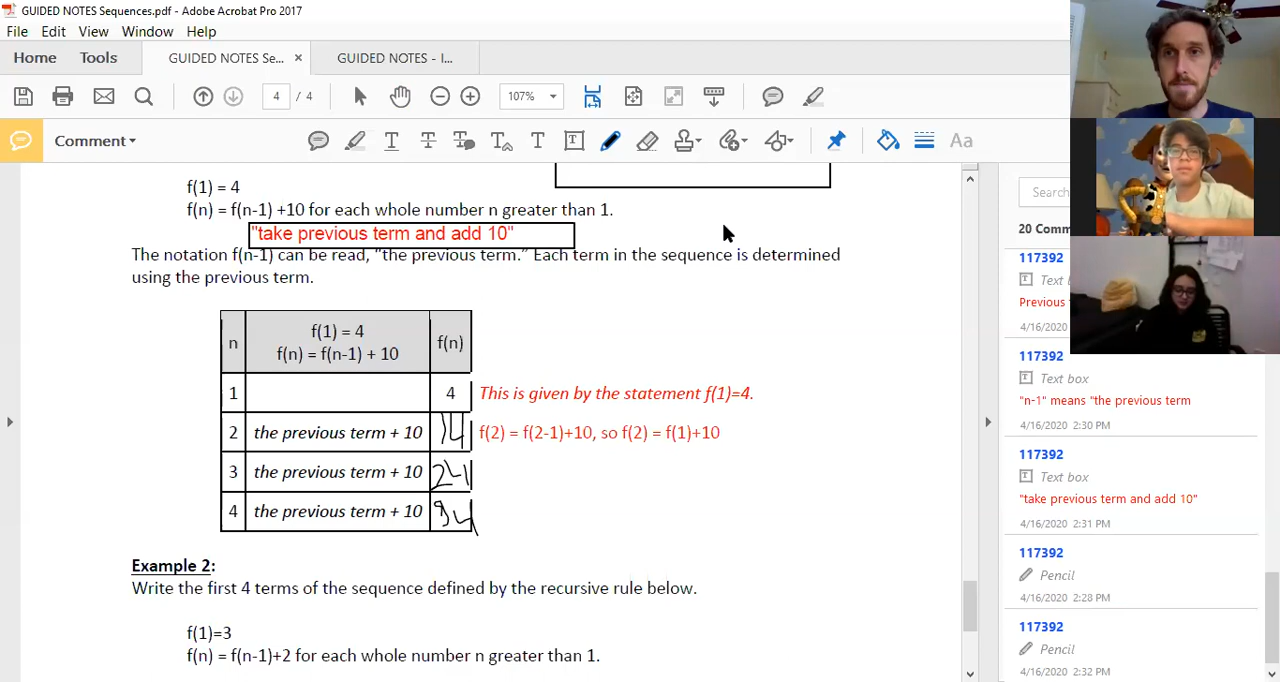 GUIDED NOTES Sequences.pdf - Adobe Acrobat Pro 2017
File Edit View Window Help
Home Tools GUIDED NOTES Se... × GUIDED NOTES - I...
4 / 4 107%
Comment Aa
f(1) = 4
f(n) = f(n-1) +10 for each whole number n greater than 1.
"take previous term and add 10"
The notation f(n-1) can be read, “the previous term.” Each term in the sequence is determined
using the previous term.
n f(1) = 4 f(n)
f(n) = f(n-1) + 10
1 4 This is given by the statement f(1)=4.
2 the previous term + 10 14 f(2) = f(2-1)+10, so f(2) = f(1)+10
3 the previous term + 10 24
4 the previous term + 10 34
Example 2:
Write the first 4 terms of the sequence defined by the recursive rule below.
f(1)=3
f(n) = f(n-1)+2 for each whole number n greater than 1.
Search
20 Comm
117392
Text b
Previous
4/16/20
117392
Text box
"n-1" means "the previous term
4/16/2020 2:30 PM
117392
Text box
"take previous term and add 10"
4/16/2020 2:31 PM
117392
Pencil
4/16/2020 2:28 PM
117392
Pencil
4/16/2020 2:32 PM